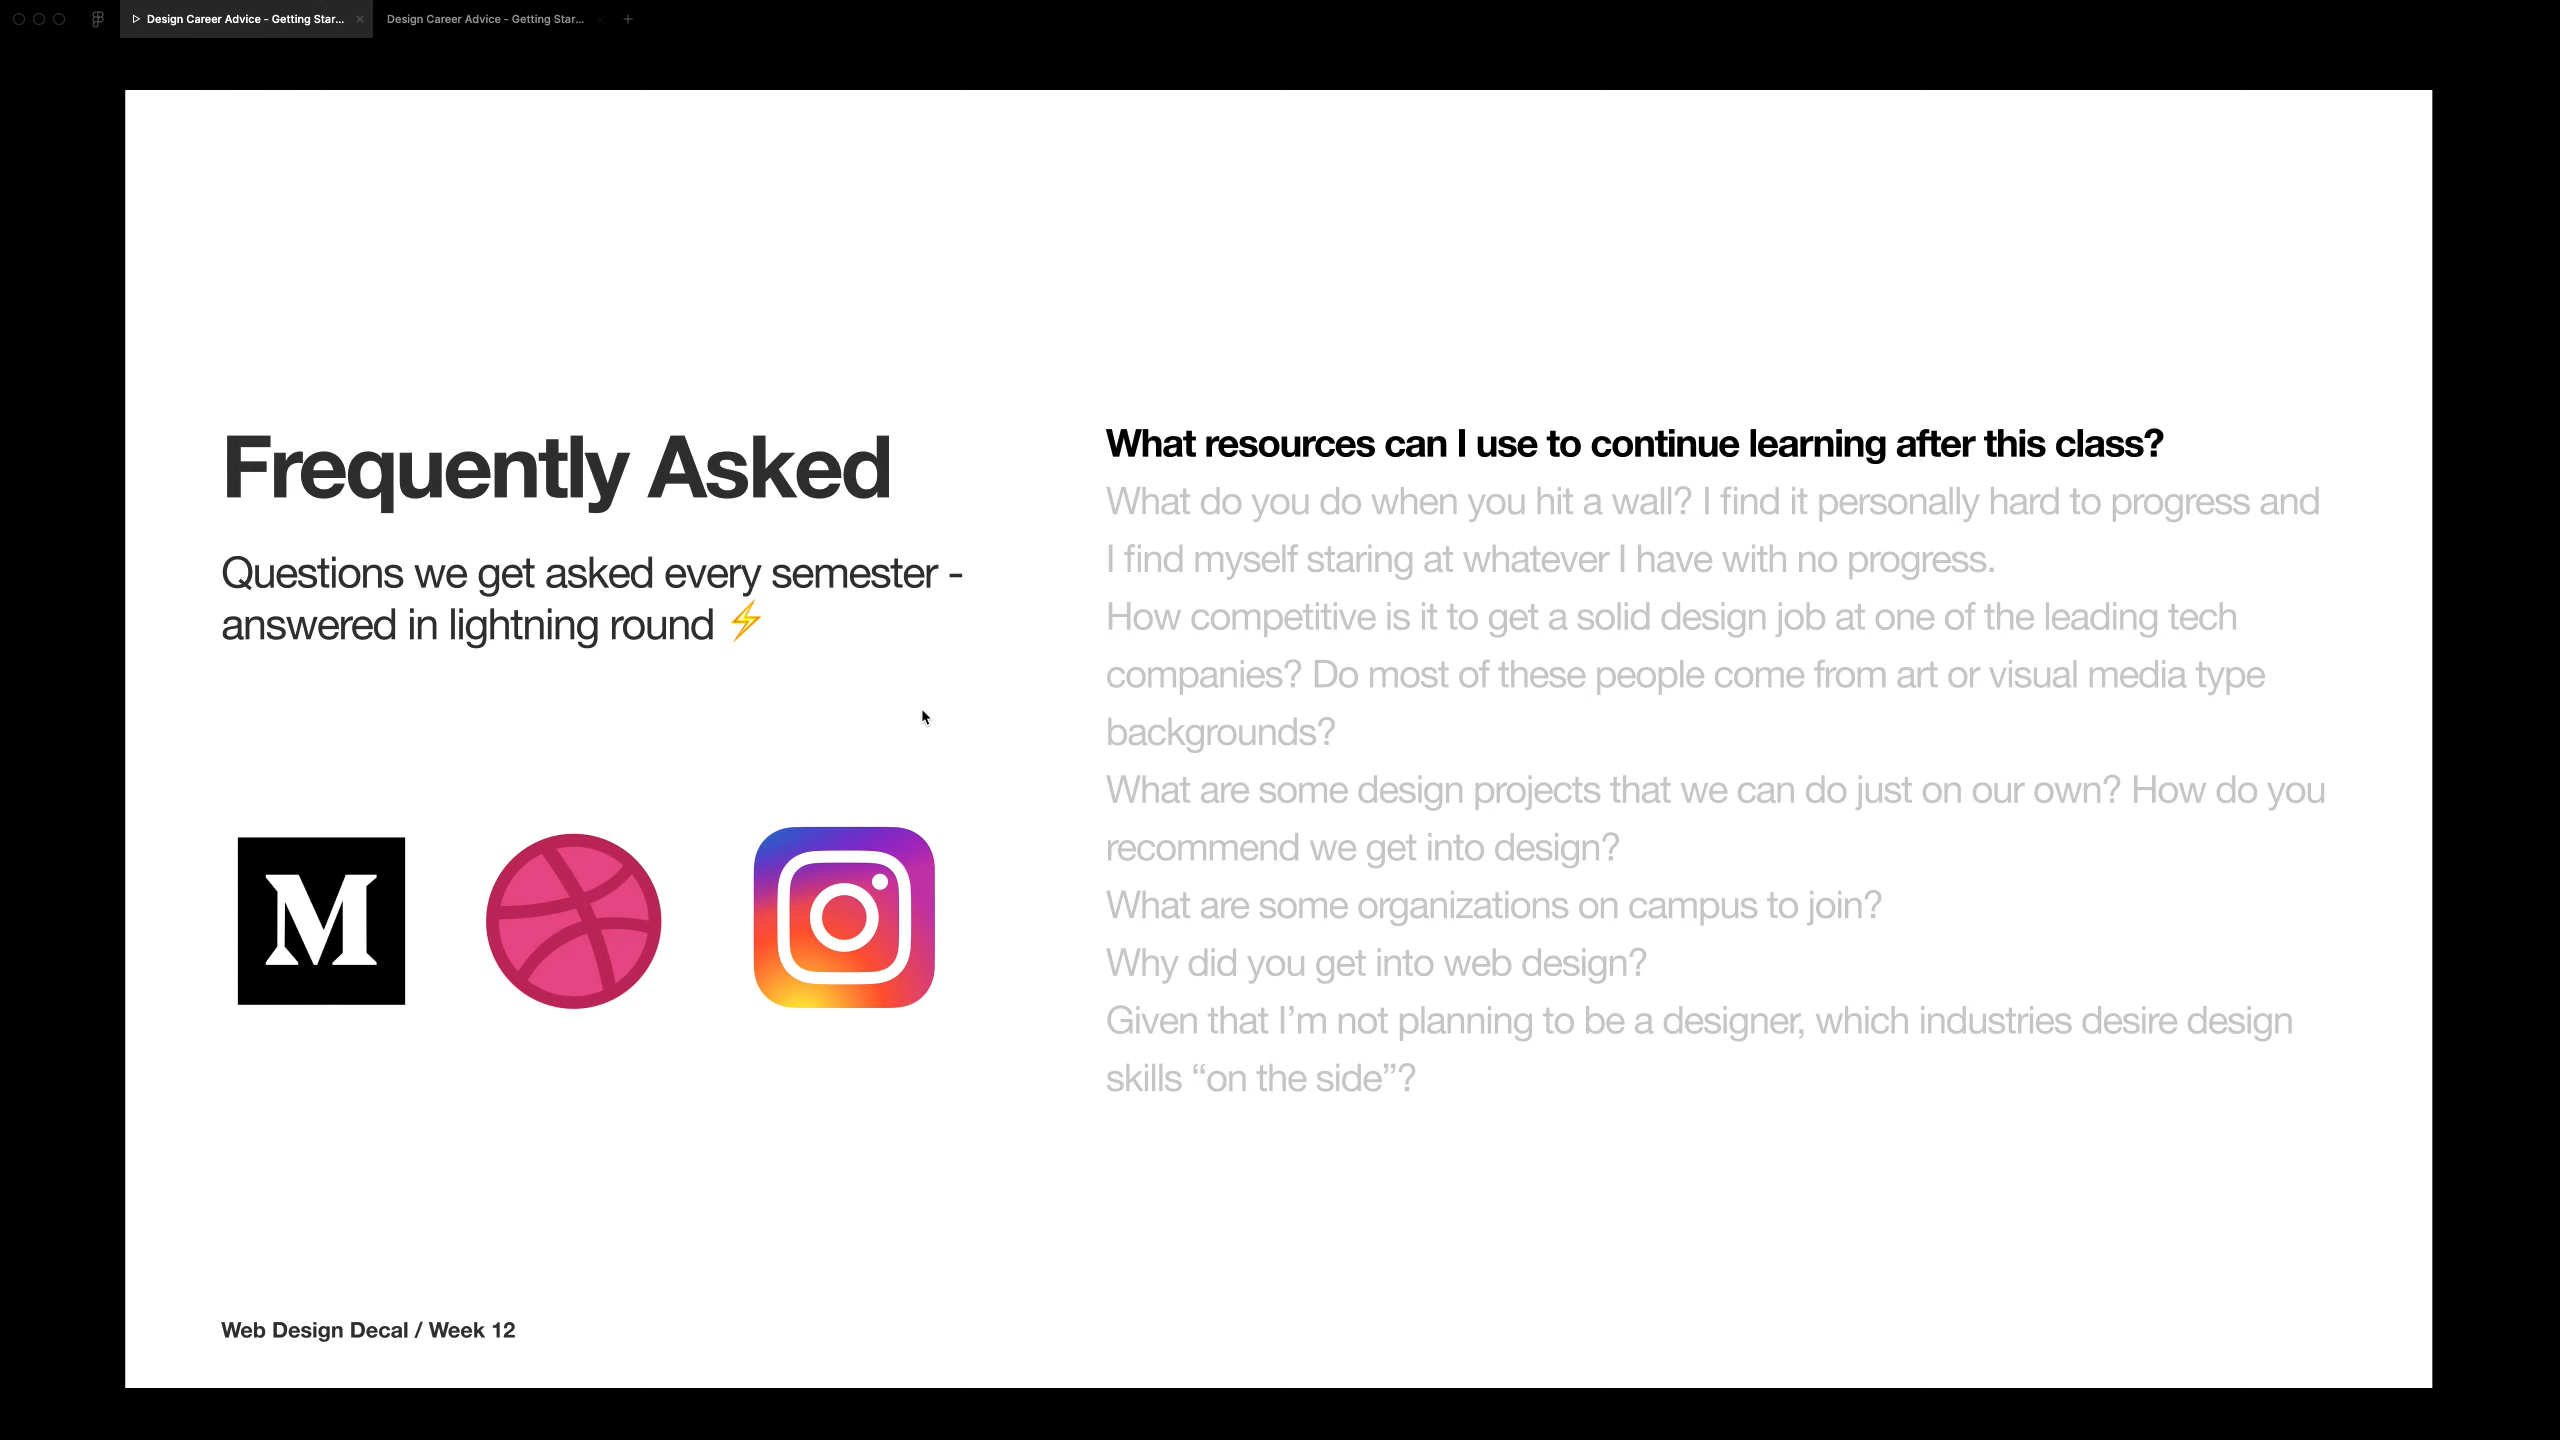 Design Career Advice - Getting Star...
Design Career Advice - Getting Star...
Frequently Asked
Questions we get asked every semester -
answered in lightning round ⚡
M
What resources can I use to continue learning after this class?
What do you do when you hit a wall? I find it personally hard to progress and
I find myself staring at whatever I have with no progress.
How competitive is it to get a solid design job at one of the leading tech
companies? Do most of these people come from art or visual media type
backgrounds?
What are some design projects that we can do just on our own? How do you
recommend we get into design?
What are some organizations on campus to join?
Why did you get into web design?
Given that I’m not planning to be a designer, which industries desire design
skills “on the side”?
Web Design Decal / Week 12